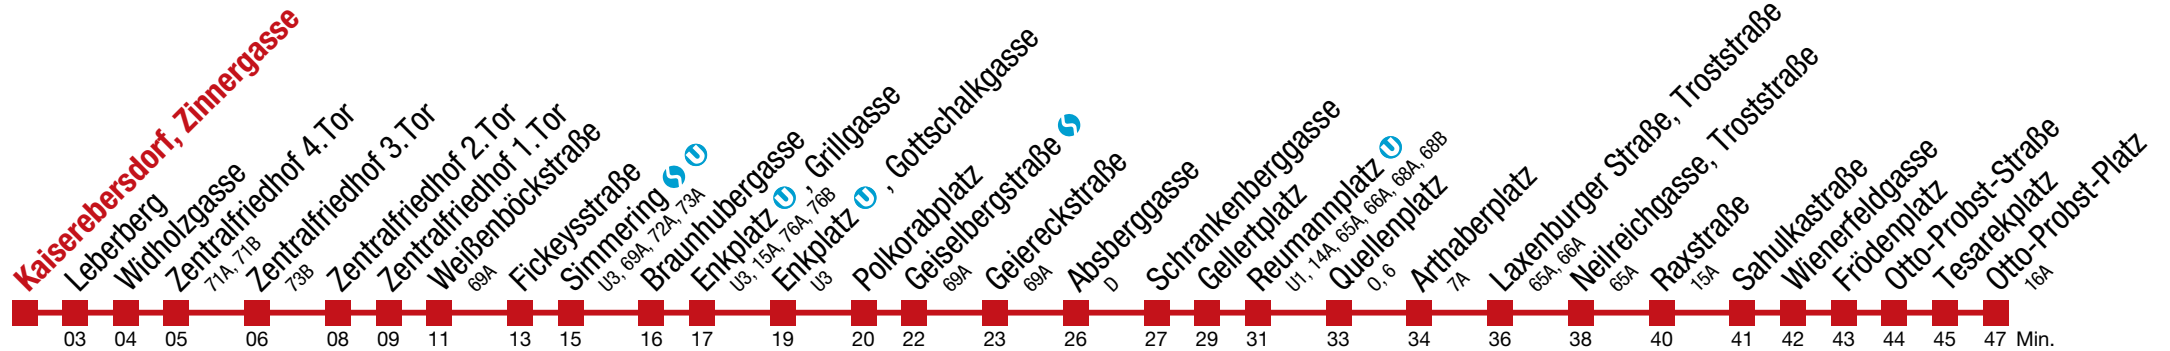 Kaiserebersdorf, Zinnergasse
Leberberg
Widholzgasse
Zentralfriedhof 4.Tor
71A, 71B
Zentralfriedhof 3.Tor
73B
Zentralfriedhof 2.Tor
Zentralfriedhof 1.Tor
Weißenböckstraße
69A
Fickeysstraße
Simmering S U
U3, 69A, 72A, 73A
Braunhubergasse
Enkplatz U , Grillgasse
U3, 15A, 76A, 76B
Enkplatz U , Gottschalkgasse
U3
Polkorabplatz
Geiselbergstraße S
69A
Geiereckstraße
69A
Absberggasse
D
Schrankenberggasse
Gellertplatz
Reumannplatz U
U1, 14A, 65A, 66A, 68A, 68B
Quellenplatz
O, 6
Arthaberplatz
7A
Laxenburger Straße, Troststraße
65A, 66A
Neilreichgasse, Troststraße
65A
Raxstraße
15A
Sahulkastraße
Wienerfeldgasse
Frödenplatz
Otto-Probst-Straße
Tesarekplatz
Otto-Probst-Platz
16A
03 04 05 06 08 09 11 13 15 16 17 19 20 22 23 26 27 29 31 33 34 36 38 40 41 42 43 44 45 47 Min.